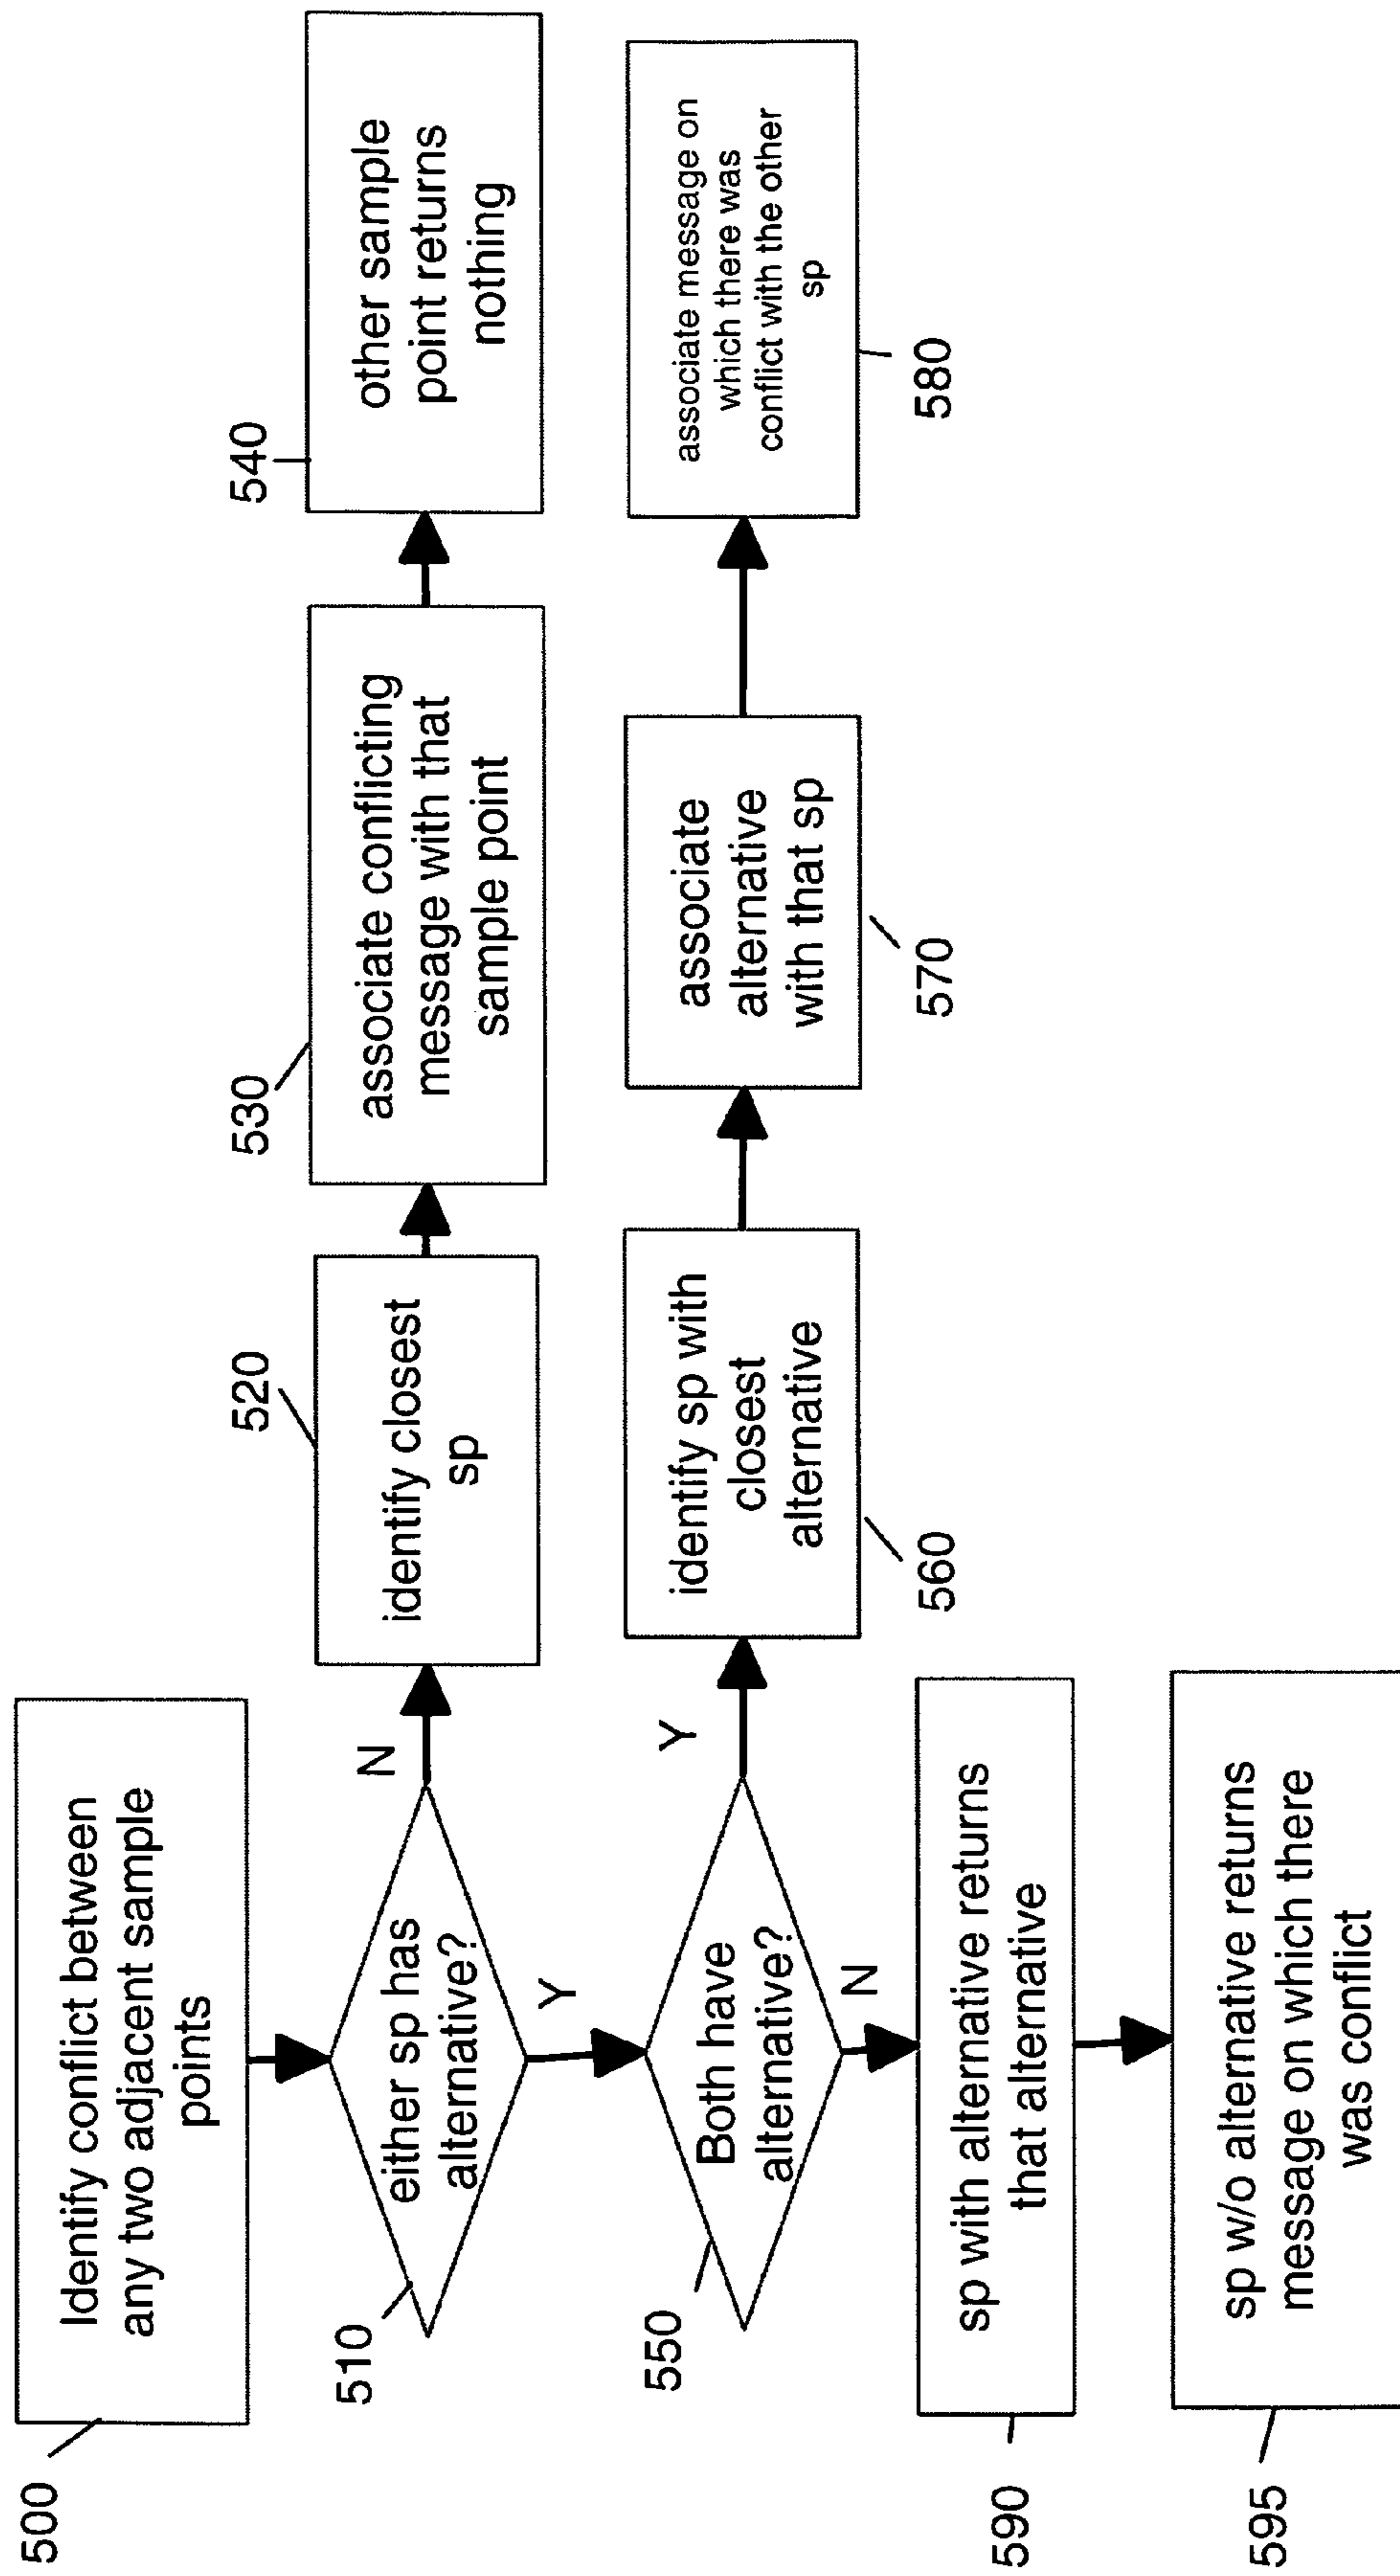 500
Identify conflict between
any two adjacent sample
points
510
either sp has
alternative?
N
Y
520
identify closest
sp
530
associate conflicting
message with that
sample point
540
other sample
point returns
nothing
550
Both have
alternative?
Y
N
560
identify sp with
closest
alternative
570
associate
alternative
with that sp
580
associate message on
which there was
conflict with the other
sp
590
sp with alternative returns
that alternative
595
sp w/o alternative returns
message on which there
was conflict